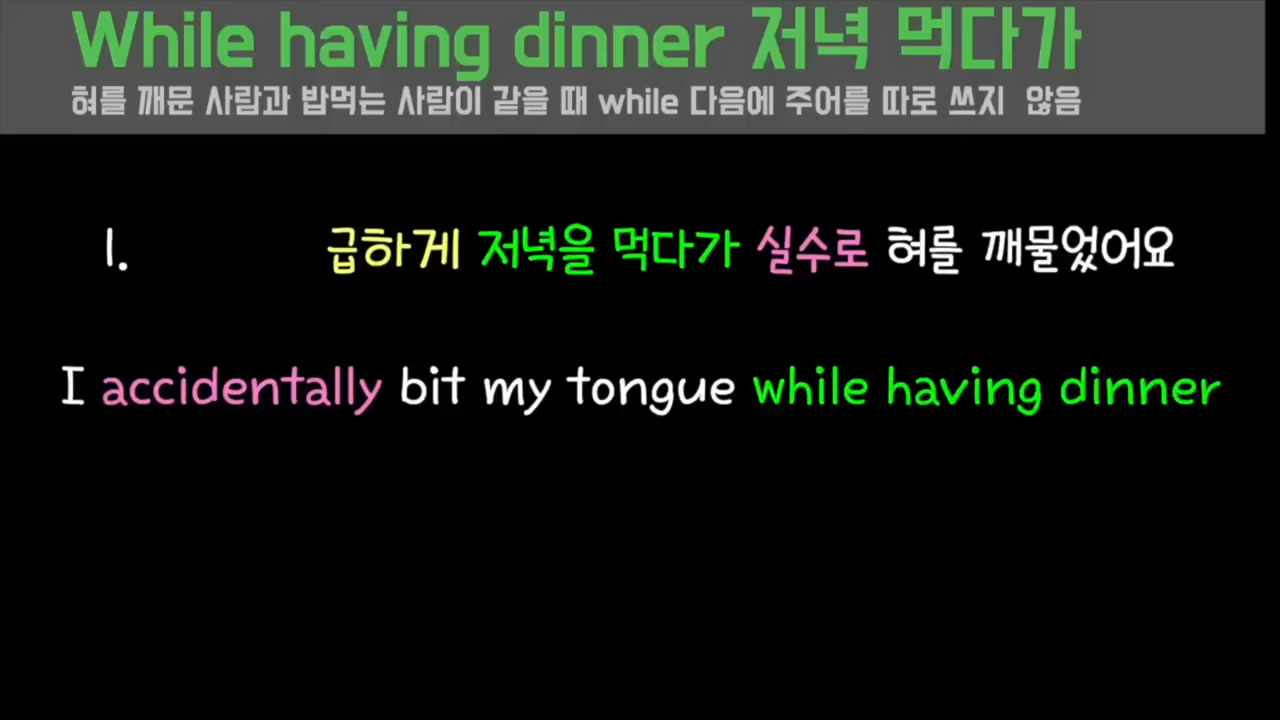 While having dinner 저녁 먹다가
혀를 깨문 사람과 밥먹는 사람이 같을 때 while 다음에 주어를 따로 쓰지 않음
1. 급하게 저녁을 먹다가 실수로 혀를 깨물었어요
I accidentally bit my tongue while having dinner